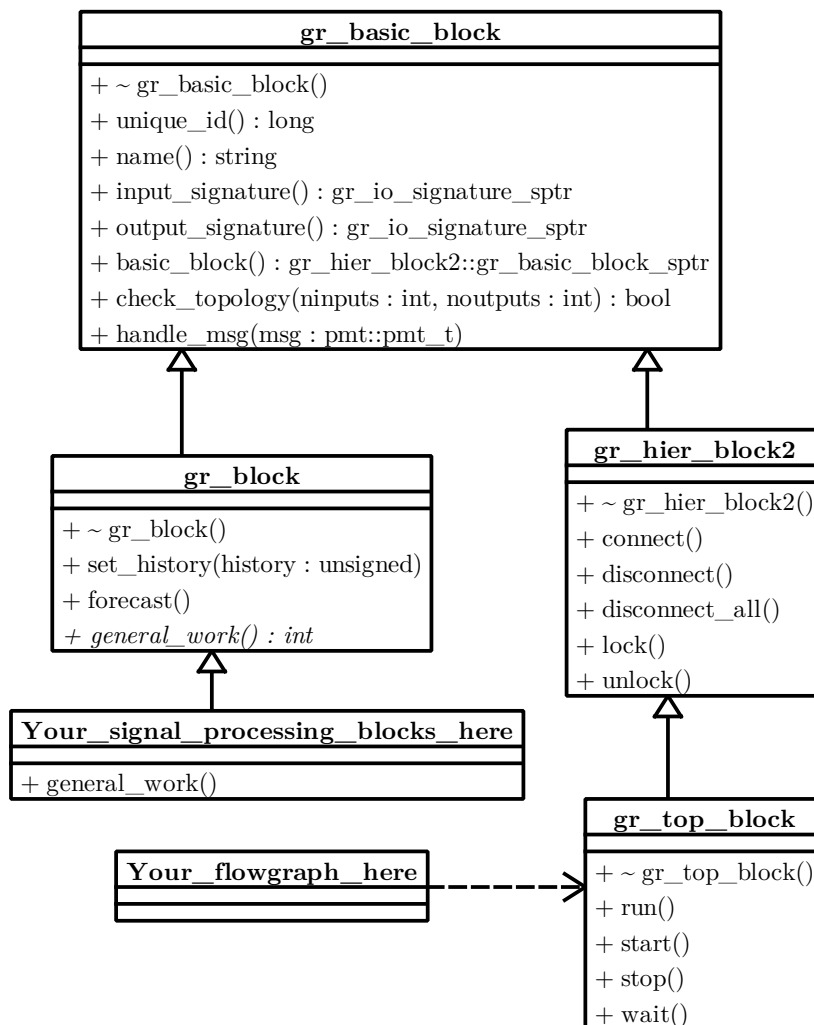 gr_basic_block
+ ~ gr_basic_block()
+ unique_id() : long
+ name() : string
+ input_signature() : gr_io_signature_sptr
+ output_signature() : gr_io_signature_sptr
+ basic_block() : gr_hier_block2::gr_basic_block_sptr
+ check_topology(ninputs : int, noutputs : int) : bool
+ handle_msg(msg : pmt::pmt_t)
gr_block
+ ~ gr_block()
+ set_history(history : unsigned)
+ forecast()
+ general_work() : int
gr_hier_block2
+ ~ gr_hier_block2()
+ connect()
+ disconnect()
+ disconnect_all()
+ lock()
+ unlock()
Your_signal_processing_blocks_here
+ general_work()
Your_flowgraph_here
gr_top_block
+ ~ gr_top_block()
+ run()
+ start()
+ stop()
+ wait()